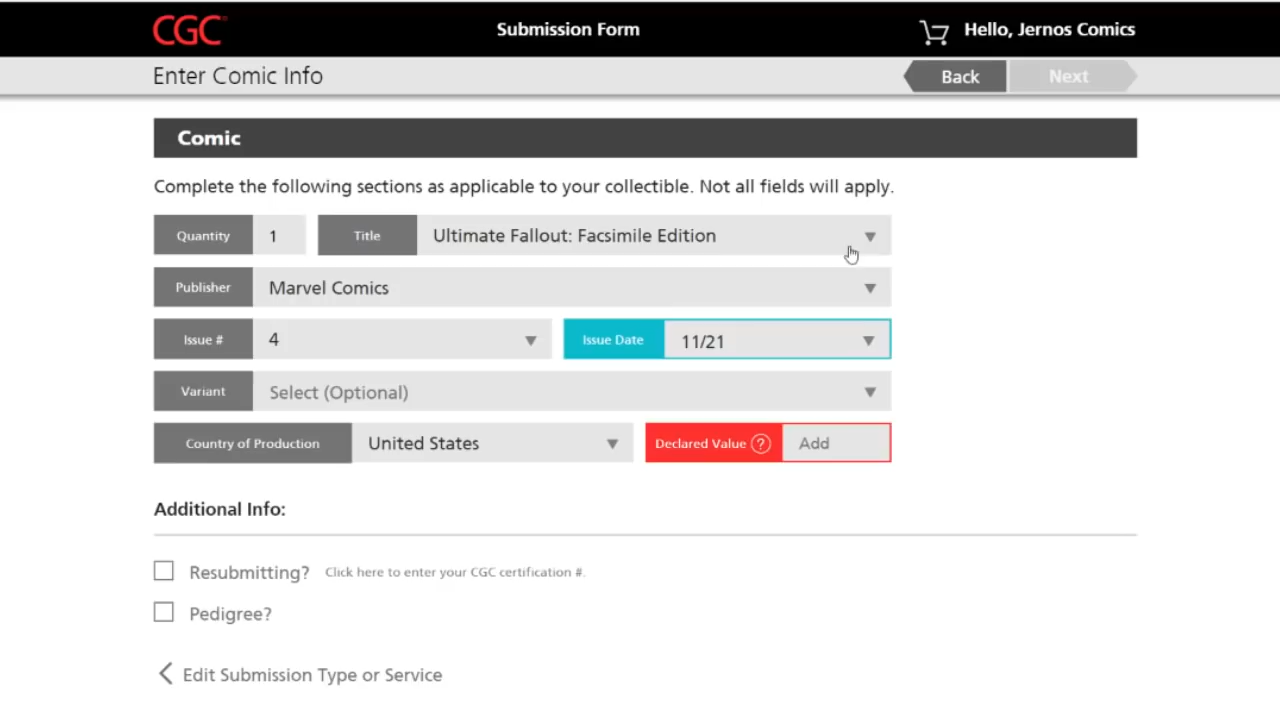 CGC Submission Form Hello, Jernos Comics
Enter Comic Info Back Next
Comic
Complete the following sections as applicable to your collectible. Not all fields will apply.
Quantity 1 Title Ultimate Fallout: Facsimile Edition
Publisher Marvel Comics
Issue # 4 Issue Date 11/21
Variant Select (Optional)
Country of Production United States Declared Value ? Add
Additional Info:
Resubmitting? Click here to enter your CGC certification #.
Pedigree?
Edit Submission Type or Service